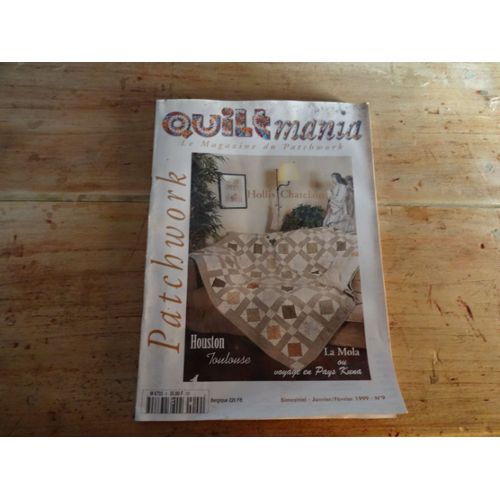 QUILTmania
Le Magazine du Patchwork
Patchwork
Hollis Chatelain
Houston
Toulouse
La Mola
ou
voyage en Pays Kuna
Belgique 225 FB
Bimestriel - Janvier/Février 1999 - N°9